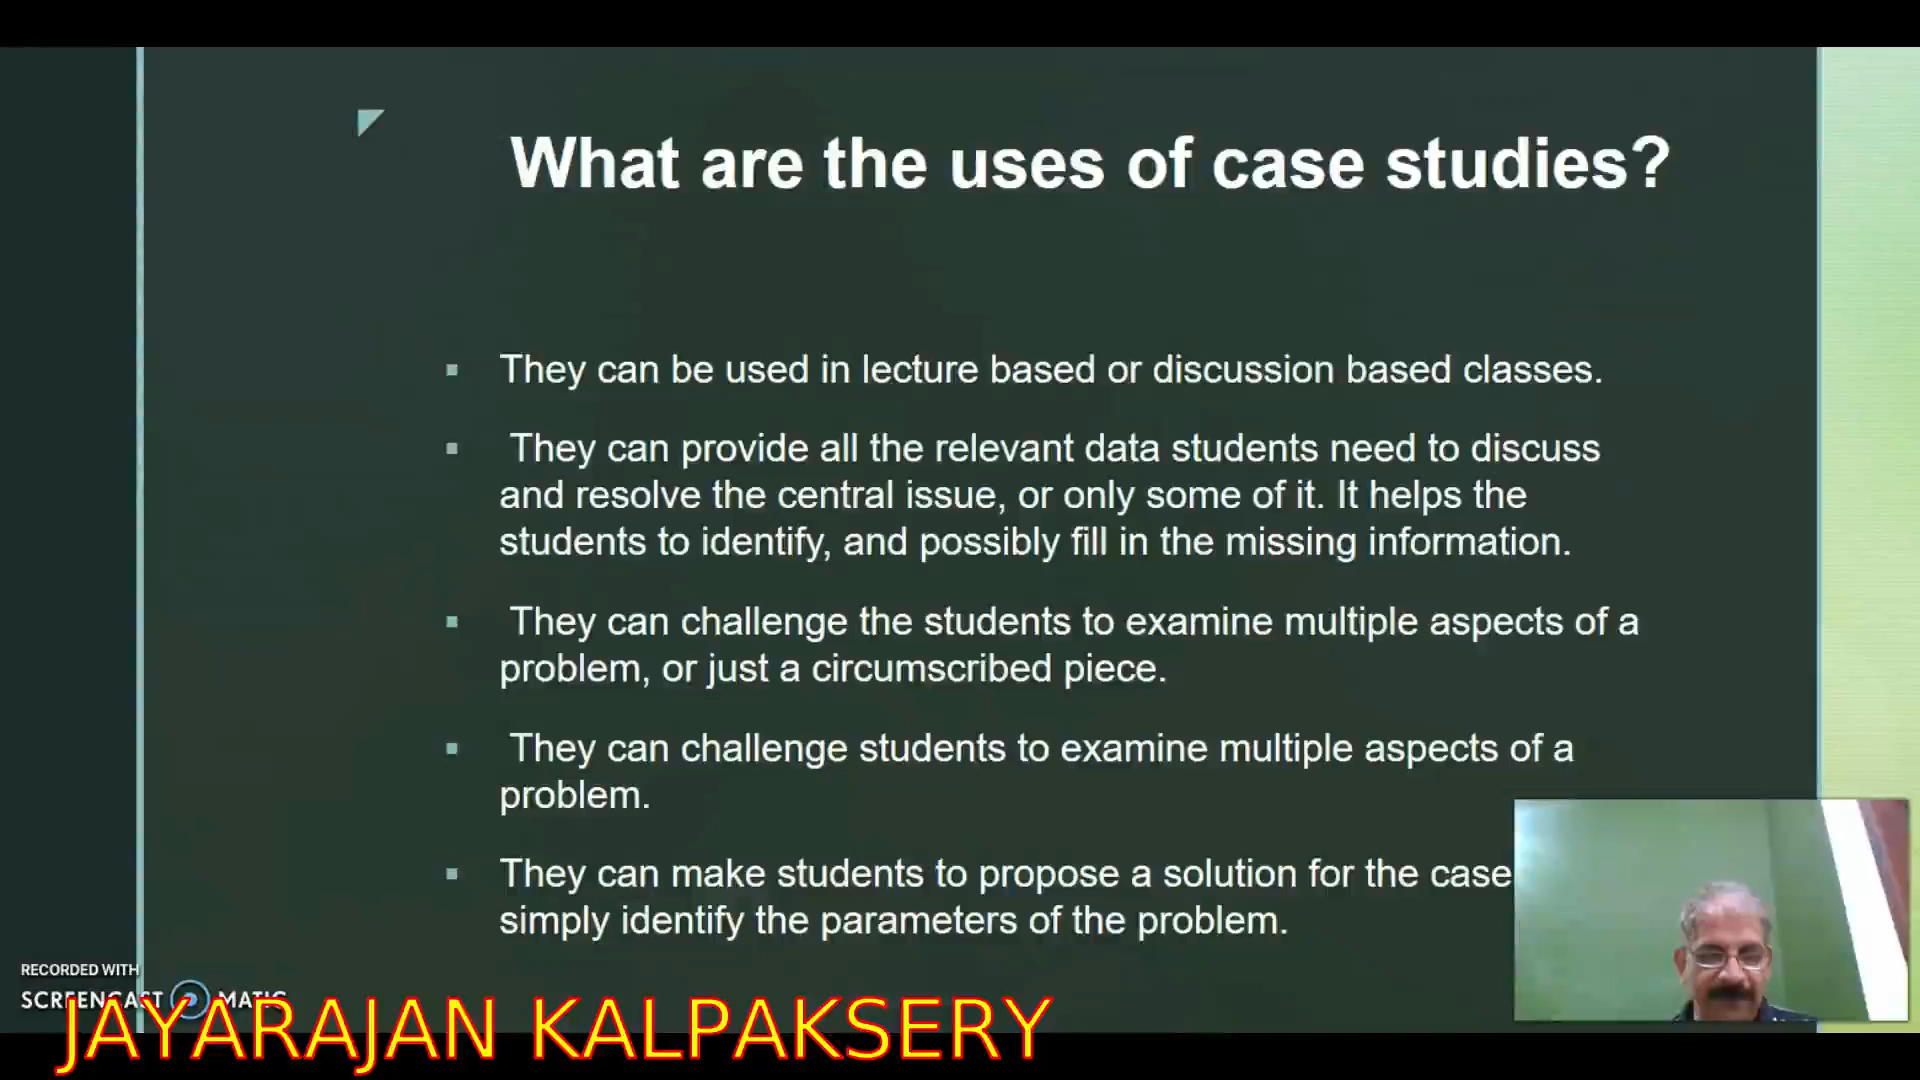 What are the uses of case studies?
They can be used in lecture based or discussion based classes.
They can provide all the relevant data students need to discuss
and resolve the central issue, or only some of it. It helps the
students to identify, and possibly fill in the missing information.
They can challenge the students to examine multiple aspects of a
problem, or just a circumscribed piece.
They can challenge students to examine multiple aspects of a
problem.
They can make students to propose a solution for the case
simply identify the parameters of the problem.
RECORDED WITH
SCREENCAST MATIC
JAYARAJAN KALPAKSERY